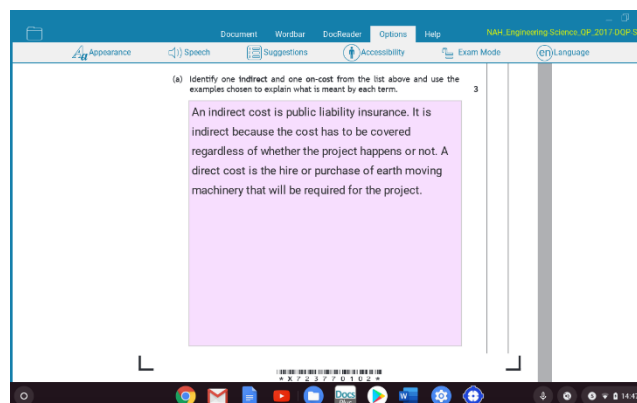 Document Wordbar DocReader Options Help NAH_Engineering-Science_QP_2017-DQP-S
Appearance Speech Suggestions Accessibility Exam Mode en Language
(a) Identify one indirect and one on-cost from the list above and use the
examples chosen to explain what is meant by each term. 3
An indirect cost is public liability insurance. It is
indirect because the cost has to be covered
regardless of whether the project happens or not. A
direct cost is the hire or purchase of earth moving
machinery that will be required for the project.
* X 7 2 3 7 7 0 1 0 2 *
Docs